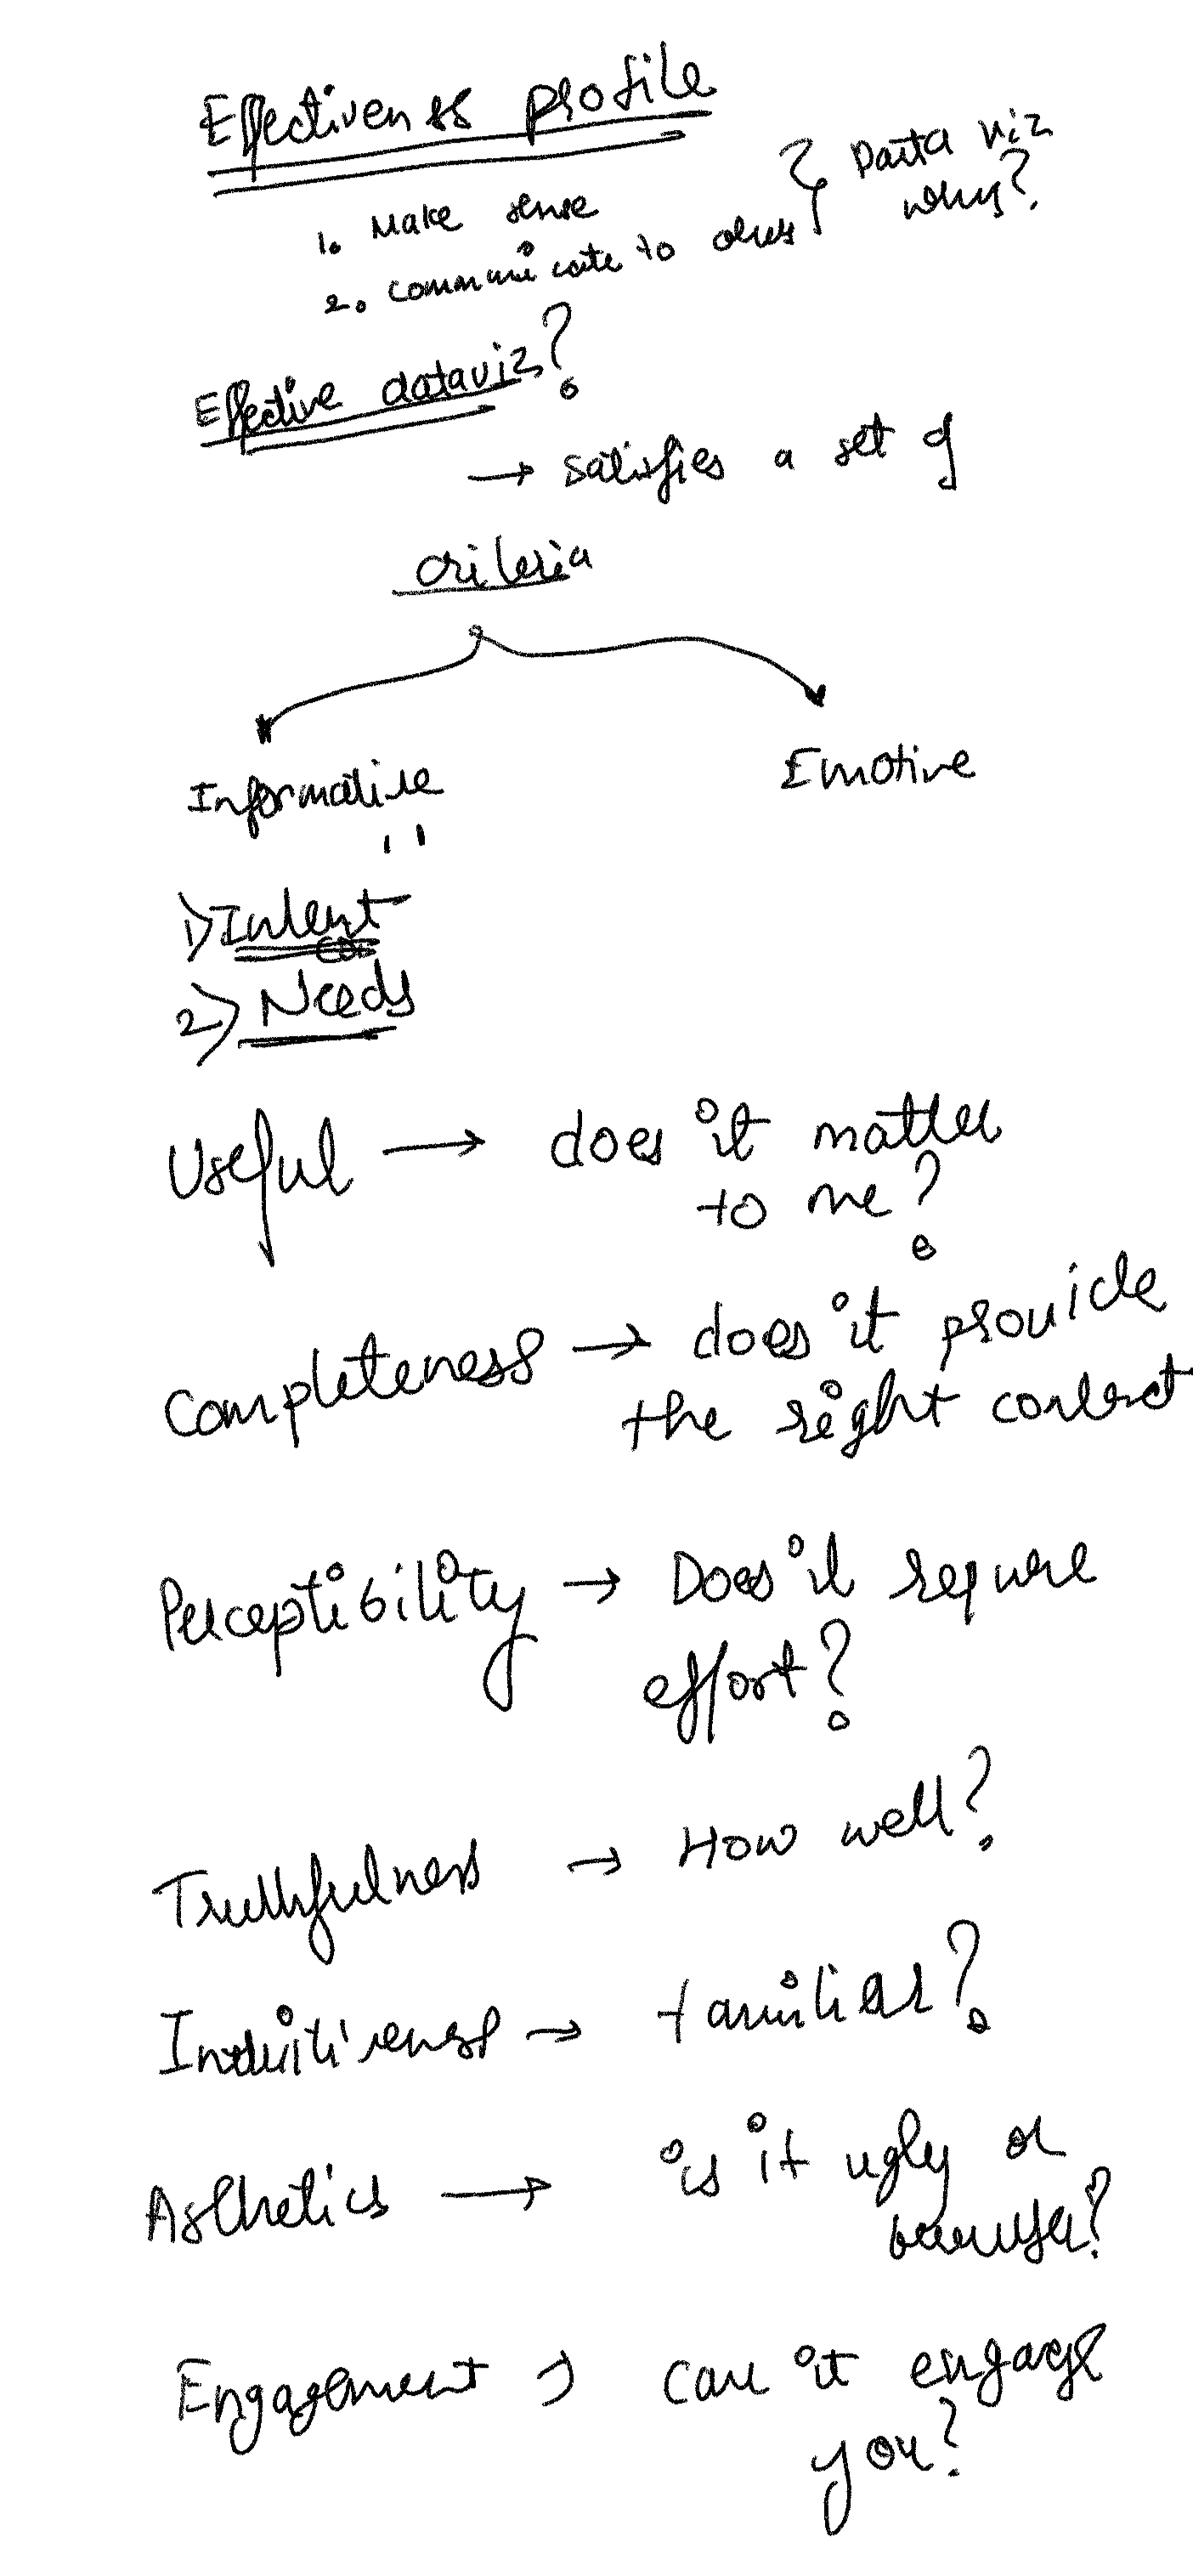 Effectiveness profile
1. Make sense
2. communicate to others } Data viz why?
Effective dataviz?
→ Satisfies a set of
criteria
Informative Emotive
1) Intent
2) Needs
Useful → does it matter
to me?
Completeness → does it provide
the right context
Perceptibility → Does it require
effort?
Truthfulness → How well?
Intuitiveness → familiar?
Asthetics → is it ugly or
beautiful?
Engagement → Can it engage
you?